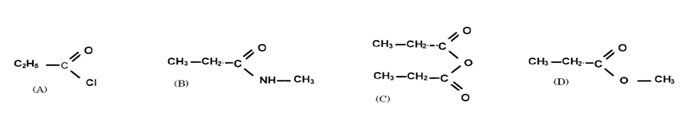 O
C₂H₅—C
Cl
(A)
O
CH₃—CH₂-C
NH—CH₃
(B)
O
CH₃—CH₂-C
O
CH₃—CH₂—C
O
(C)
O
CH₃—CH₂-C
O — CH₃
(D)